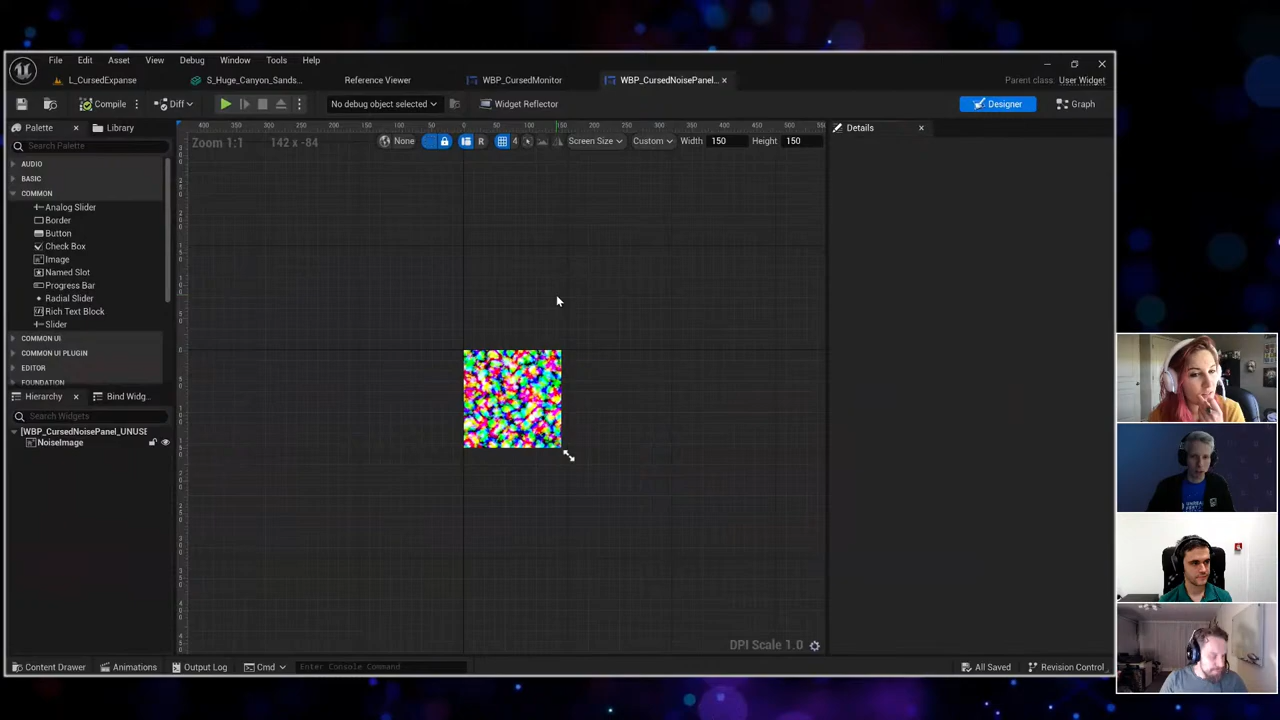 File Edit Asset View Debug Window Tools Help
L_CursedExpanse S_Huge_Canyon_Sands... Reference Viewer WBP_CursedMonitor WBP_CursedNoisePanel... Parent class: User Widget
Compile Diff No debug object selected Widget Reflector Designer Graph
Palette Library Details
Search Palette
Zoom 1:1 142 x -84 None R 4 Screen Size Custom Width 150 Height 150
AUDIO
BASIC
COMMON
Analog Slider
Border
Button
Check Box
Image
Named Slot
Progress Bar
Radial Slider
Rich Text Block
Slider
COMMON UI
COMMON UI PLUGIN
EDITOR
FOUNDATION
Hierarchy Bind Widg...
Search Widgets
[WBP_CursedNoisePanel_UNUSE
NoiseImage
DPI Scale 1.0
Content Drawer Animations Output Log Cmd Enter Console Command All Saved Revision Control